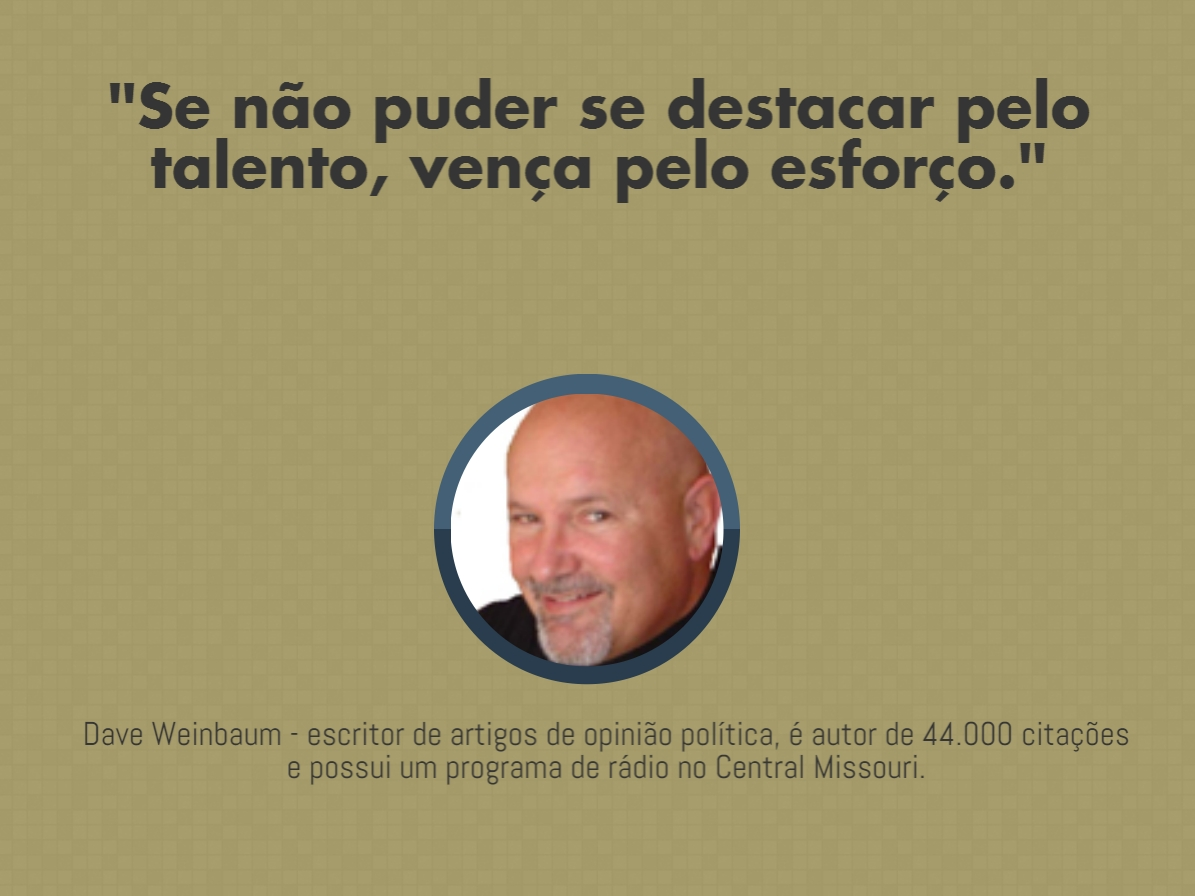 "Se não puder se destacar pelo
talento, vença pelo esforço."
Dave Weinbaum - escritor de artigos de opinião política, é autor de 44.000 citações
e possui um programa de rádio no Central Missouri.